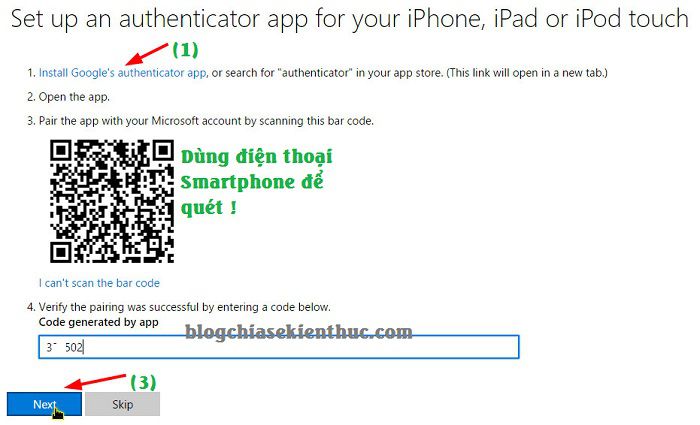 Set up an authenticator app for your iPhone, iPad or iPod touch
(1)
1. Install Google's authenticator app, or search for "authenticator" in your app store. (This link will open in a new tab.)
2. Open the app.
3. Pair the app with your Microsoft account by scanning this bar code.
Dùng điện thoại
Smartphone để
quét !
I can't scan the bar code
4. Verify the pairing was successful by entering a code below.
Code generated by app
blogchiasekienthuc.com
502
(3)
Next
Skip